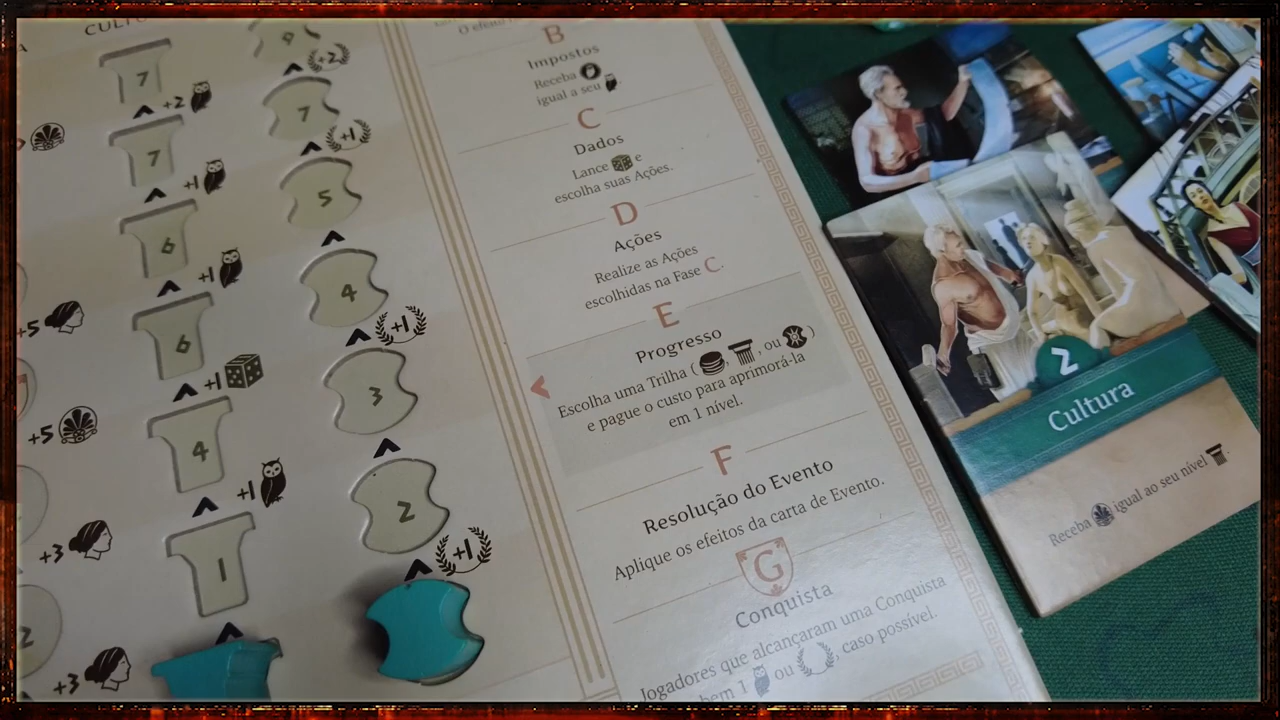 CULTU
7
+2
7
+1
6
+1
6
+1
4
+1
1
9
+2
7
+1
5
4
+1
3
2
+1
+5
+5
+3
2
+3
O efeito
B
Impostos
Receba
igual a seu
C
Dados
Lance e
escolha suas Ações.
D
Ações
Realize as Ações
escolhidas na Fase C.
E
Progresso
Escolha uma Trilha ( , , ou )
e pague o custo para aprimorá-la
em 1 nível.
F
Resolução do Evento
Aplique os efeitos da carta de Evento.
G
Conquista
Jogadores que alcançaram uma Conquista
bem 1 ou , caso possível.
2
Cultura
Receba igual ao seu nível .